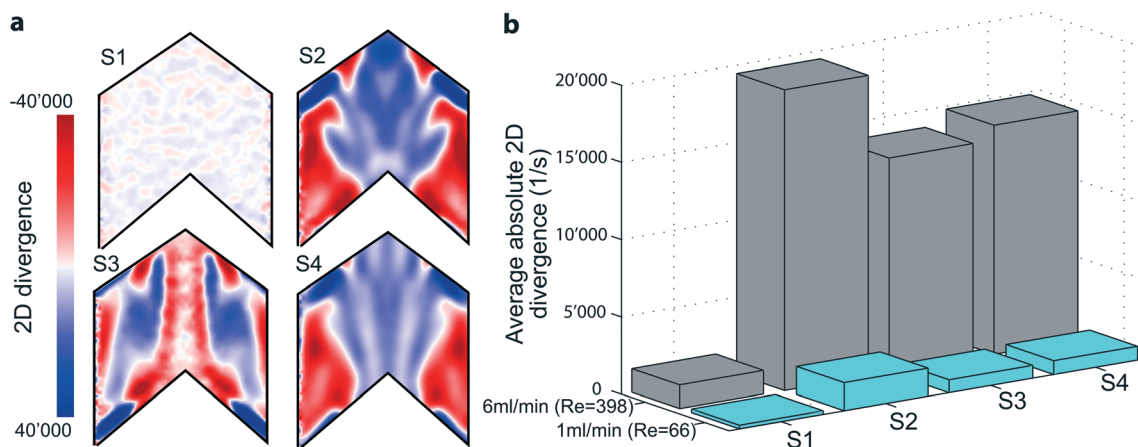 a
S1
S2
-40’000
2D divergence
S3
S4
40’000
b
Average absolute 2D
divergence (1/s)
20’000
15’000
10’000
5’000
0
6ml/min (Re=398)
1ml/min (Re=66)
S1
S2
S3
S4